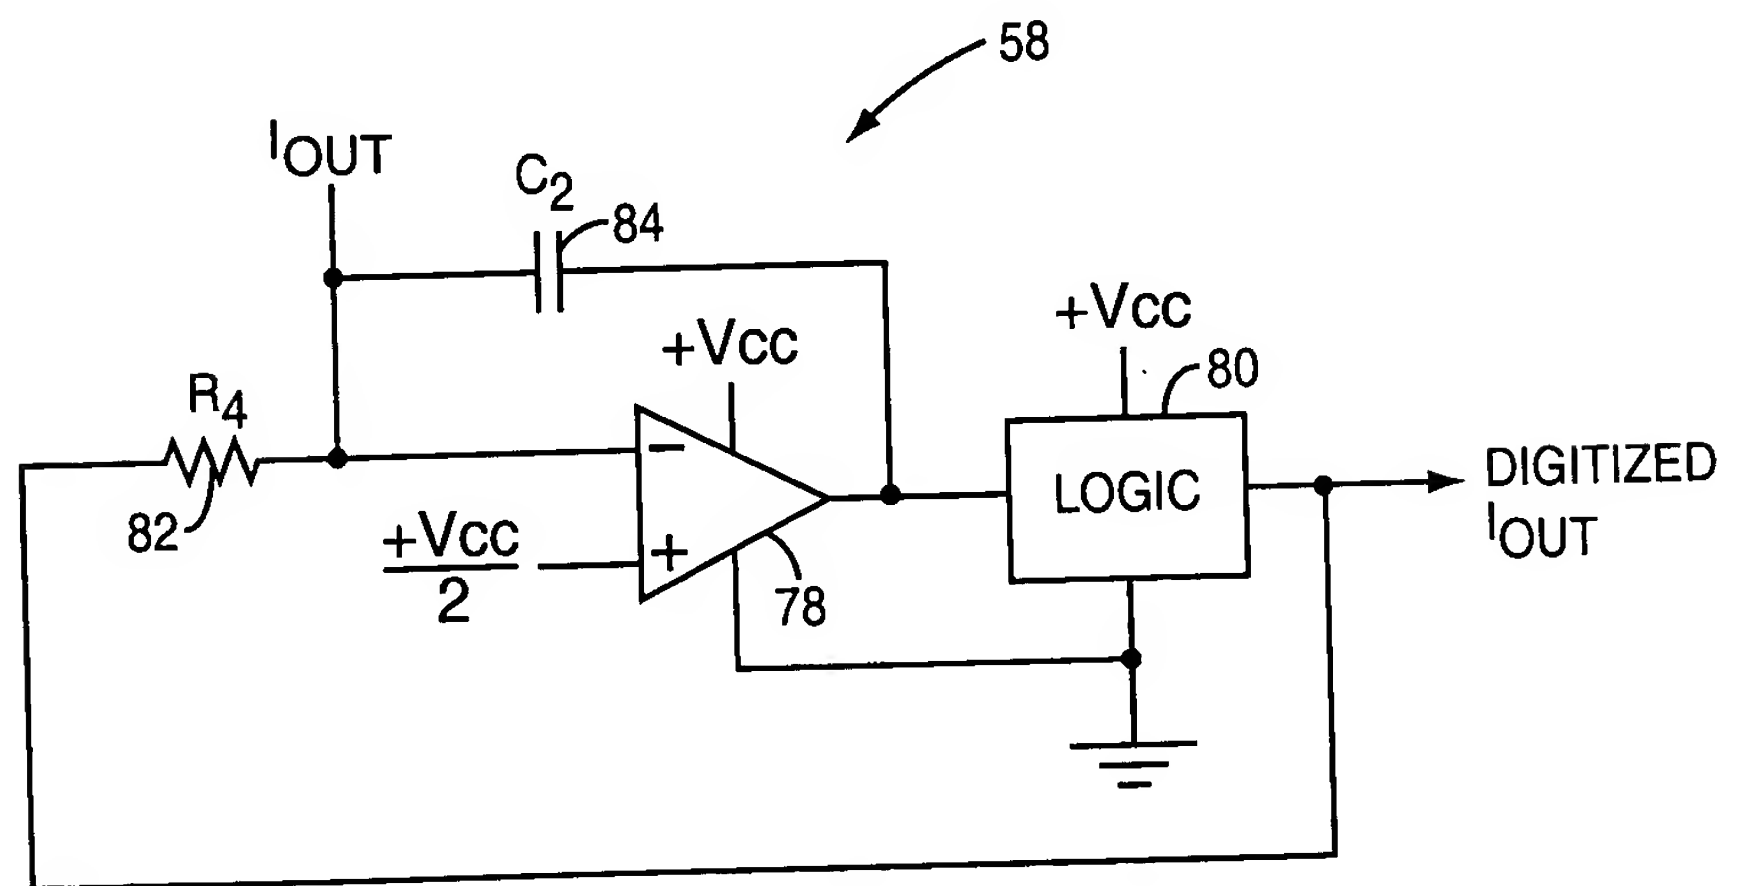 58
IOUT
C2
84
+Vcc
+Vcc
80
R4
82
−
+Vcc
2
+
78
LOGIC
DIGITIZED
IOUT